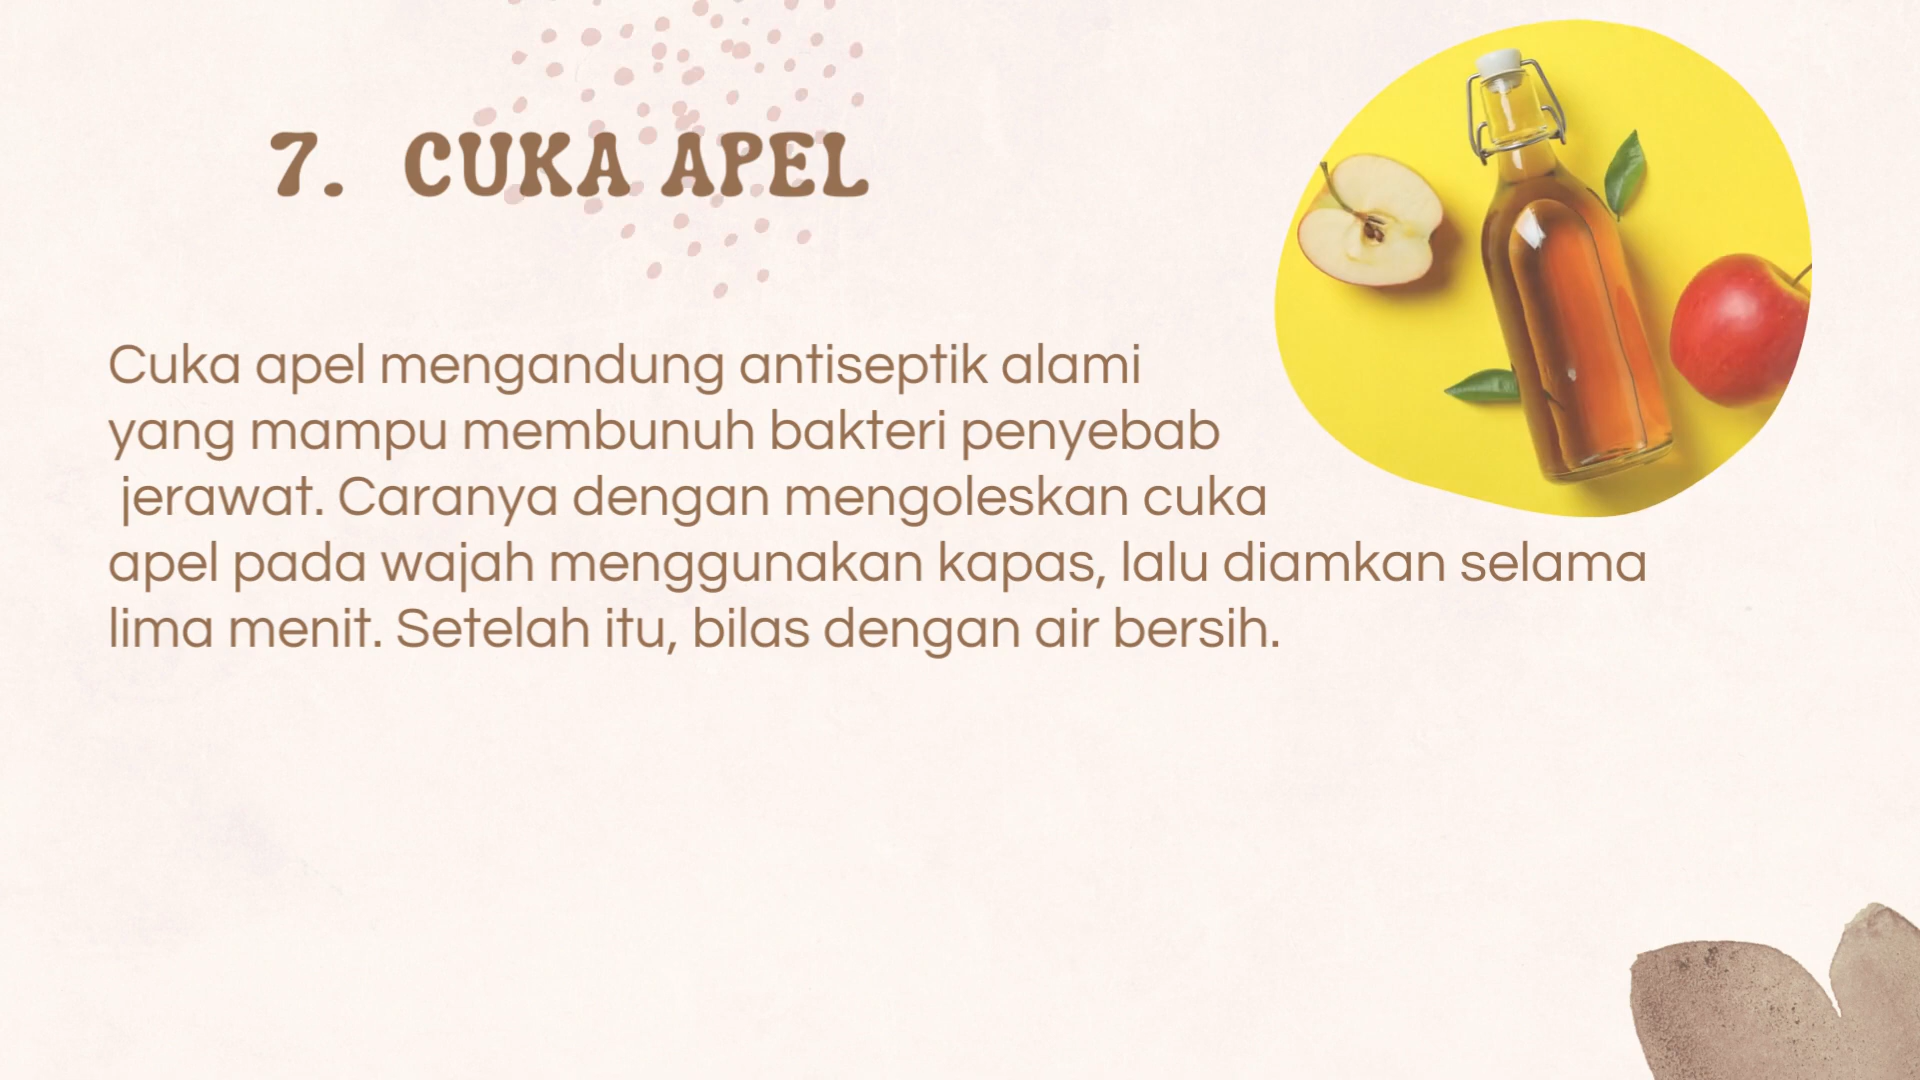 7. CUKA APEL
Cuka apel mengandung antiseptik alami
yang mampu membunuh bakteri penyebab
jerawat. Caranya dengan mengoleskan cuka
apel pada wajah menggunakan kapas, lalu diamkan selama
lima menit. Setelah itu, bilas dengan air bersih.